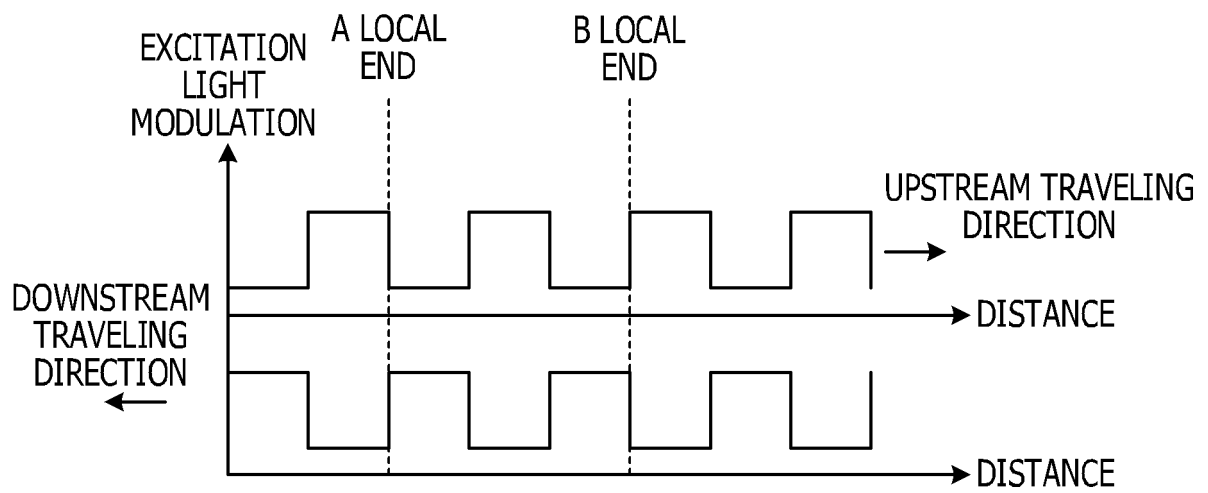 EXCITATION
LIGHT
MODULATION
A LOCAL
END
B LOCAL
END
UPSTREAM TRAVELING
DIRECTION
DOWNSTREAM
TRAVELING
DIRECTION
DISTANCE
DISTANCE